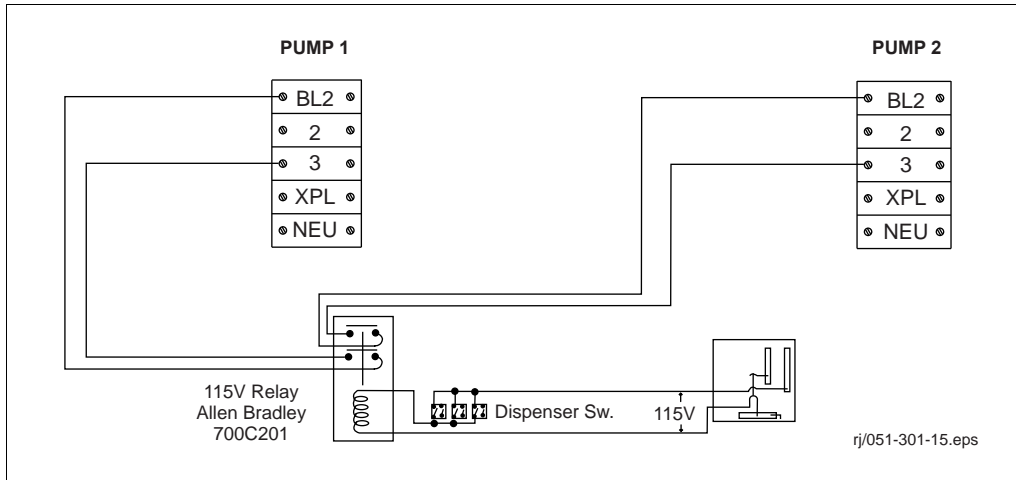 PUMP 1
BL2
2
3
XPL
NEU
PUMP 2
BL2
2
3
XPL
NEU
115V Relay
Allen Bradley
700C201
Dispenser Sw.
115V
rj/051-301-15.eps